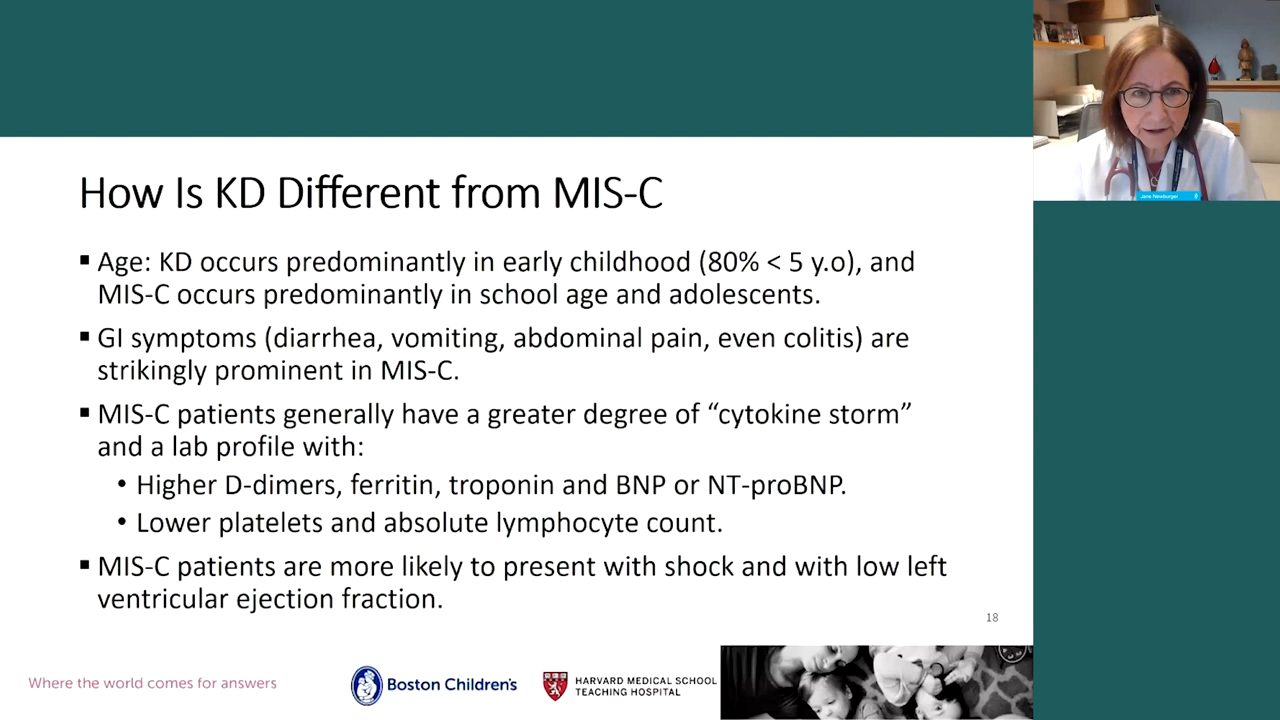 How Is KD Different from MIS-C
▪ Age: KD occurs predominantly in early childhood (80% < 5 y.o), and
MIS-C occurs predominantly in school age and adolescents.
▪ GI symptoms (diarrhea, vomiting, abdominal pain, even colitis) are
strikingly prominent in MIS-C.
▪ MIS-C patients generally have a greater degree of “cytokine storm”
and a lab profile with:
• Higher D-dimers, ferritin, troponin and BNP or NT-proBNP.
• Lower platelets and absolute lymphocyte count.
▪ MIS-C patients are more likely to present with shock and with low left
ventricular ejection fraction.
18
Where the world comes for answers
Boston Children's
HARVARD MEDICAL SCHOOL
TEACHING HOSPITAL
Jane Newburger